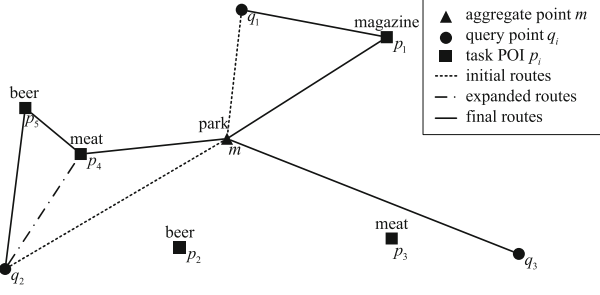 q1
magazine
p1
aggregate point m
query point qi
task POI pi
initial routes
expanded routes
final routes
beer
p5
meat
p4
park
m
beer
p2
meat
p3
q2
q3